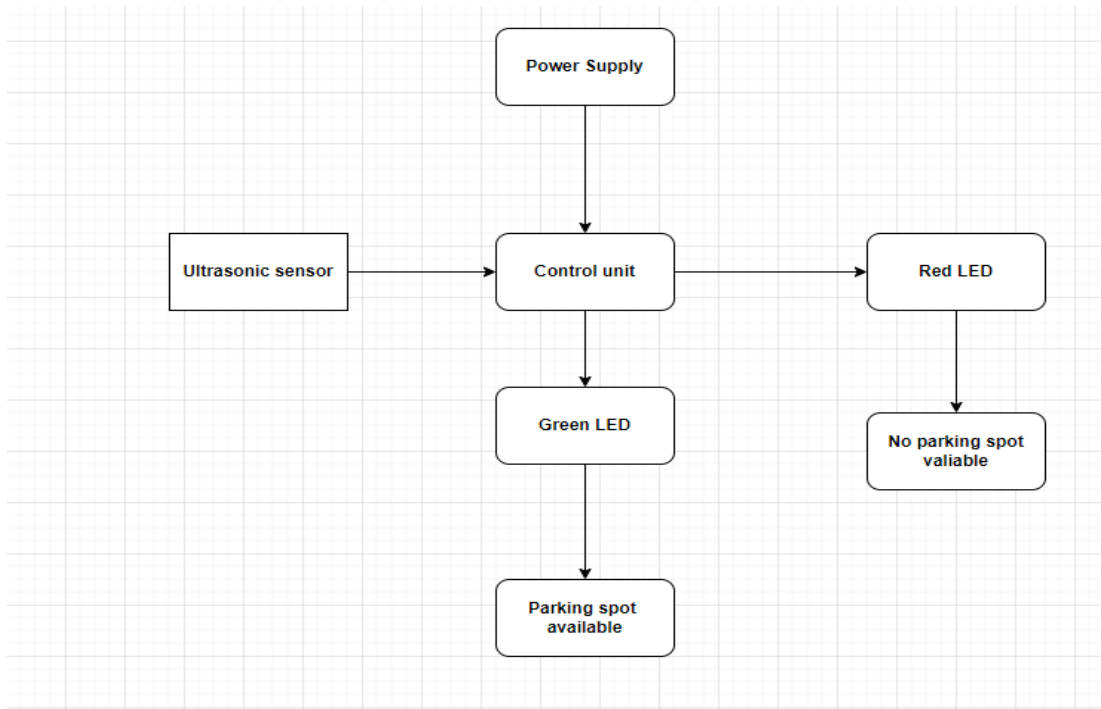 Power Supply
Ultrasonic sensor
Control unit
Red LED
Green LED
No parking spot
valiable
Parking spot
available